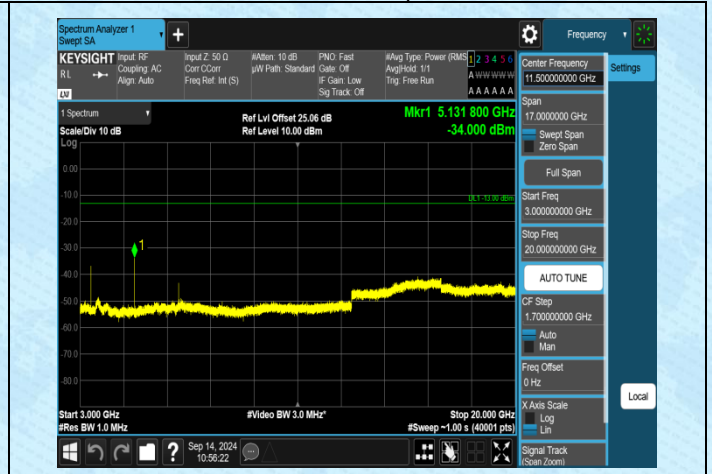 Spectrum Analyzer 1
Swept SA
+
Frequency
KEYSIGHT
RL
LXI
Input: RF
Coupling: AC
Align: Auto
Input Z: 50 Ω
Corr CCorr
Freq Ref: Int (S)
#Atten: 10 dB
µW Path: Standard
PNO: Fast
Gate: Off
IF Gain: Low
Sig Track: Off
#Avg Type: Power (RMS
Avg|Hold: 1/1
Trig: Free Run
1 2 3 4 5 6
A W W W W W
A A A A A A
1 Spectrum
Scale/Div 10 dB
Log
Ref Lvl Offset 25.06 dB
Ref Level 10.00 dBm
Mkr1 5.131 800 GHz
-34.000 dBm
0.00
-10.0
-20.0
-30.0
-40.0
-50.0
-60.0
-70.0
-80.0
DL1 -13.00 dBm
1
Start 3.000 GHz
#Res BW 1.0 MHz
#Video BW 3.0 MHz*
Stop 20.000 GHz
#Sweep ~1.00 s (40001 pts)
Center Frequency
11.500000000 GHz
Settings
Span
17.0000000 GHz
Swept Span
Zero Span
Full Span
Start Freq
3.000000000 GHz
Stop Freq
20.000000000 GHz
AUTO TUNE
CF Step
1.700000000 GHz
Auto
Man
Freq Offset
0 Hz
X Axis Scale
Log
Lin
Signal Track
(Span Zoom)
Local
?
Sep 14, 2024
10:56:22